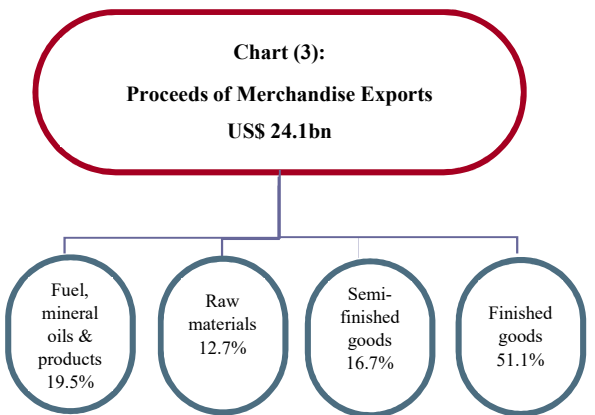 Chart (3):
Proceeds of Merchandise Exports
US$ 24.1bn
Fuel,
mineral
oils &
products
19.5%
Raw
materials
12.7%
Semi-
finished
goods
16.7%
Finished
goods
51.1%